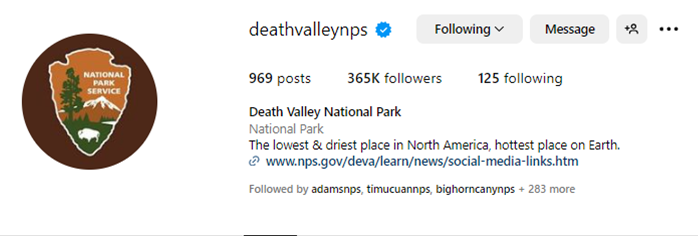 deathvalleynps Following Message
969 posts 365K followers 125 following
NATIONAL
PARK
SERVICE
Death Valley National Park
National Park
The lowest & driest place in North America, hottest place on Earth.
www.nps.gov/deva/learn/news/social-media-links.htm
Followed by adamsnps, timucuannps, bighorncanynps + 283 more